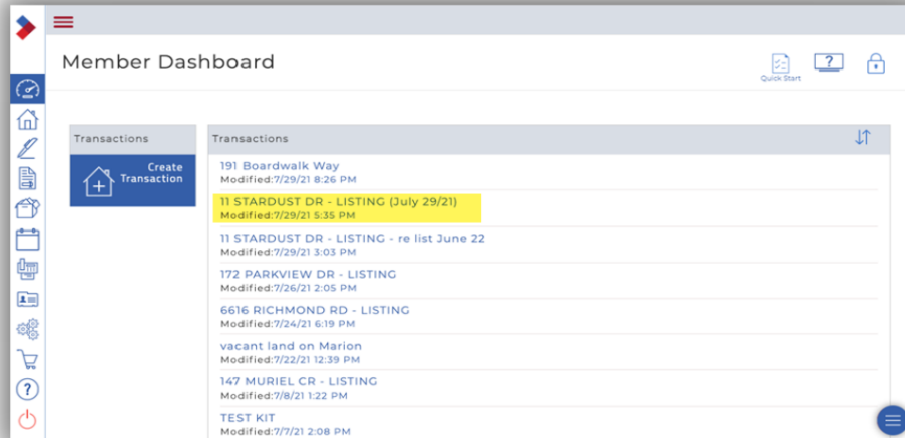 Member Dashboard
?
Quick Start
Transactions
Create
Transaction
Transactions
191 Boardwalk Way
Modified:7/29/21 8:26 PM
11 STARDUST DR - LISTING (July 29/21)
Modified:7/29/21 5:35 PM
11 STARDUST DR - LISTING - re list June 22
Modified:7/29/21 3:03 PM
172 PARKVIEW DR - LISTING
Modified:7/26/21 2:05 PM
6616 RICHMOND RD - LISTING
Modified:7/24/21 6:19 PM
vacant land on Marion
Modified:7/22/21 12:39 PM
147 MURIEL CR - LISTING
Modified:7/8/21 1:22 PM
TEST KIT
Modified:7/7/21 2:08 PM
?